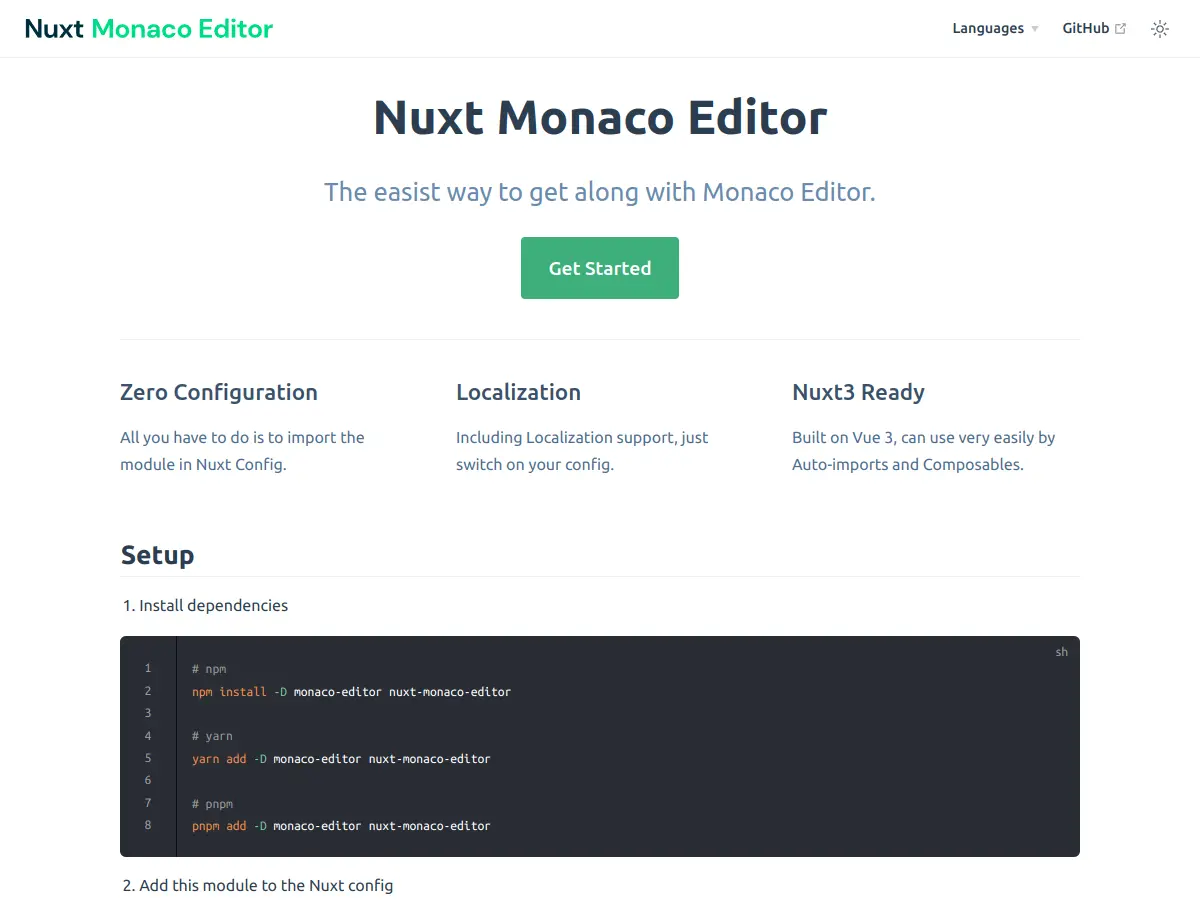 Nuxt Monaco Editor
Languages
GitHub
Nuxt Monaco Editor
The easist way to get along with Monaco Editor.
Get Started
Zero Configuration
All you have to do is to import the
module in Nuxt Config.
Localization
Including Localization support, just
switch on your config.
Nuxt3 Ready
Built on Vue 3, can use very easily by
Auto-imports and Composables.
Setup
1. Install dependencies
sh
1 # npm
2 npm install -D monaco-editor nuxt-monaco-editor
3
4 # yarn
5 yarn add -D monaco-editor nuxt-monaco-editor
6
7 # pnpm
8 pnpm add -D monaco-editor nuxt-monaco-editor
2. Add this module to the Nuxt config